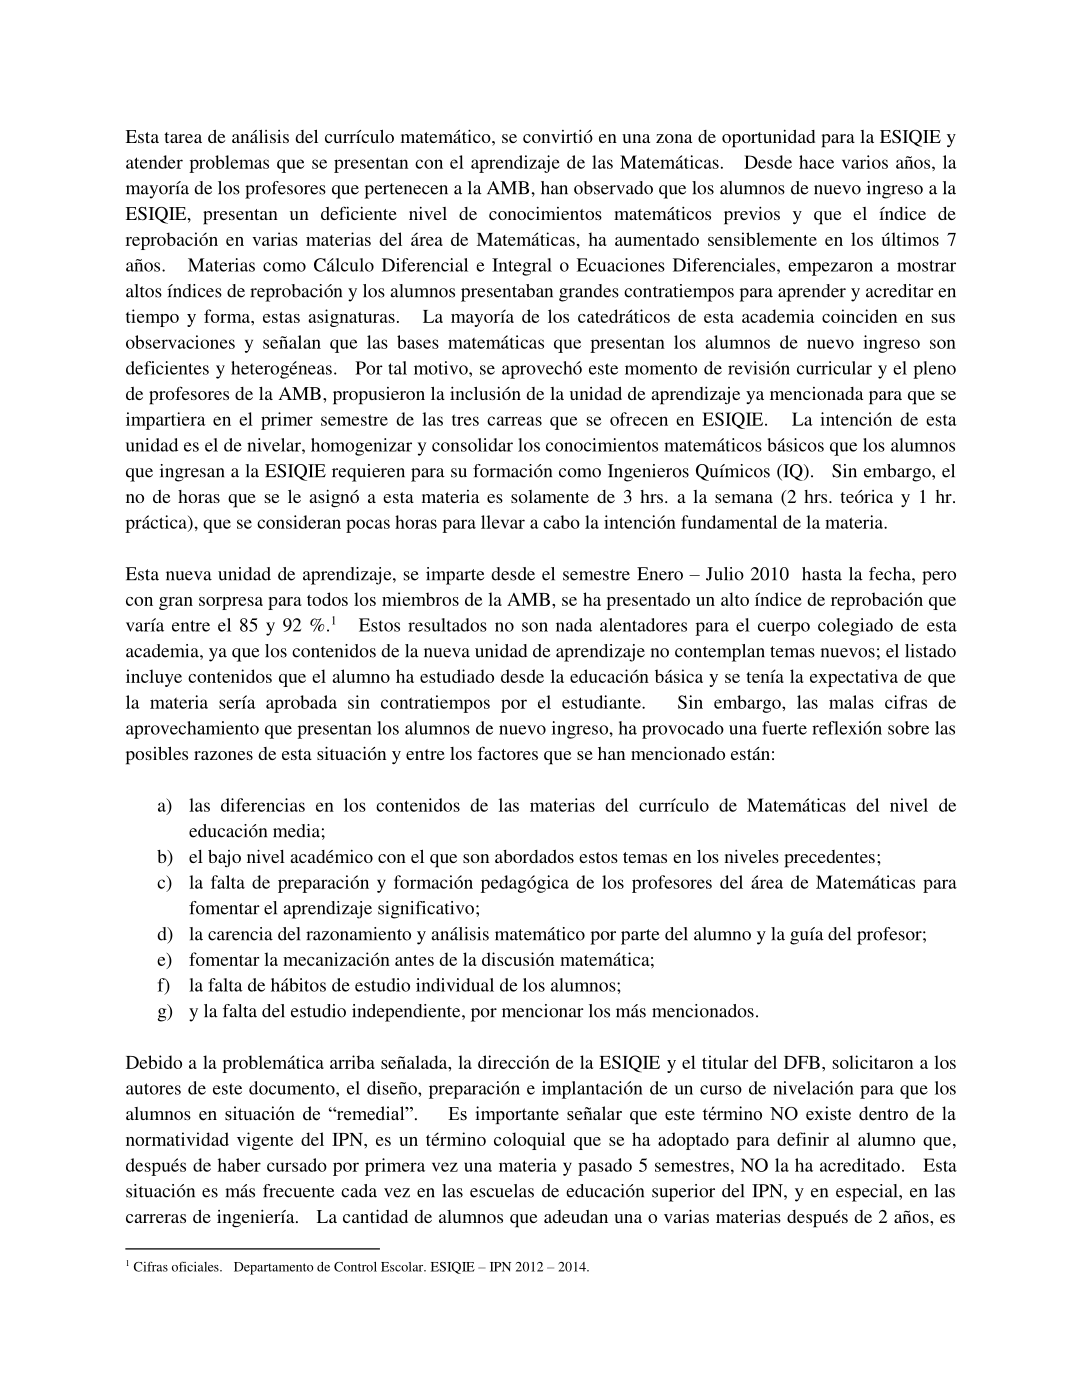 Esta tarea de análisis del currículo matemático, se convirtió en una zona de oportunidad para la ESIQIE y
atender problemas que se presentan con el aprendizaje de las Matemáticas. Desde hace varios años, la
mayoría de los profesores que pertenecen a la AMB, han observado que los alumnos de nuevo ingreso a la
ESIQIE, presentan un deficiente nivel de conocimientos matemáticos previos y que el índice de
reprobación en varias materias del área de Matemáticas, ha aumentado sensiblemente en los últimos 7
años. Materias como Cálculo Diferencial e Integral o Ecuaciones Diferenciales, empezaron a mostrar
altos índices de reprobación y los alumnos presentaban grandes contratiempos para aprender y acreditar en
tiempo y forma, estas asignaturas. La mayoría de los catedráticos de esta academia coinciden en sus
observaciones y señalan que las bases matemáticas que presentan los alumnos de nuevo ingreso son
deficientes y heterogéneas. Por tal motivo, se aprovechó este momento de revisión curricular y el pleno
de profesores de la AMB, propusieron la inclusión de la unidad de aprendizaje ya mencionada para que se
impartiera en el primer semestre de las tres carreas que se ofrecen en ESIQIE. La intención de esta
unidad es el de nivelar, homogenizar y consolidar los conocimientos matemáticos básicos que los alumnos
que ingresan a la ESIQIE requieren para su formación como Ingenieros Químicos (IQ). Sin embargo, el
no de horas que se le asignó a esta materia es solamente de 3 hrs. a la semana (2 hrs. teórica y 1 hr.
práctica), que se consideran pocas horas para llevar a cabo la intención fundamental de la materia.
Esta nueva unidad de aprendizaje, se imparte desde el semestre Enero – Julio 2010 hasta la fecha, pero
con gran sorpresa para todos los miembros de la AMB, se ha presentado un alto índice de reprobación que
varía entre el 85 y 92 %.1 Estos resultados no son nada alentadores para el cuerpo colegiado de esta
academia, ya que los contenidos de la nueva unidad de aprendizaje no contemplan temas nuevos; el listado
incluye contenidos que el alumno ha estudiado desde la educación básica y se tenía la expectativa de que
la materia sería aprobada sin contratiempos por el estudiante. Sin embargo, las malas cifras de
aprovechamiento que presentan los alumnos de nuevo ingreso, ha provocado una fuerte reflexión sobre las
posibles razones de esta situación y entre los factores que se han mencionado están:
a) las diferencias en los contenidos de las materias del currículo de Matemáticas del nivel de
educación media;
b) el bajo nivel académico con el que son abordados estos temas en los niveles precedentes;
c) la falta de preparación y formación pedagógica de los profesores del área de Matemáticas para
fomentar el aprendizaje significativo;
d) la carencia del razonamiento y análisis matemático por parte del alumno y la guía del profesor;
e) fomentar la mecanización antes de la discusión matemática;
f) la falta de hábitos de estudio individual de los alumnos;
g) y la falta del estudio independiente, por mencionar los más mencionados.
Debido a la problemática arriba señalada, la dirección de la ESIQIE y el titular del DFB, solicitaron a los
autores de este documento, el diseño, preparación e implantación de un curso de nivelación para que los
alumnos en situación de “remedial”. Es importante señalar que este término NO existe dentro de la
normatividad vigente del IPN, es un término coloquial que se ha adoptado para definir al alumno que,
después de haber cursado por primera vez una materia y pasado 5 semestres, NO la ha acreditado. Esta
situación es más frecuente cada vez en las escuelas de educación superior del IPN, y en especial, en las
carreras de ingeniería. La cantidad de alumnos que adeudan una o varias materias después de 2 años, es
1 Cifras oficiales. Departamento de Control Escolar. ESIQIE – IPN 2012 – 2014.